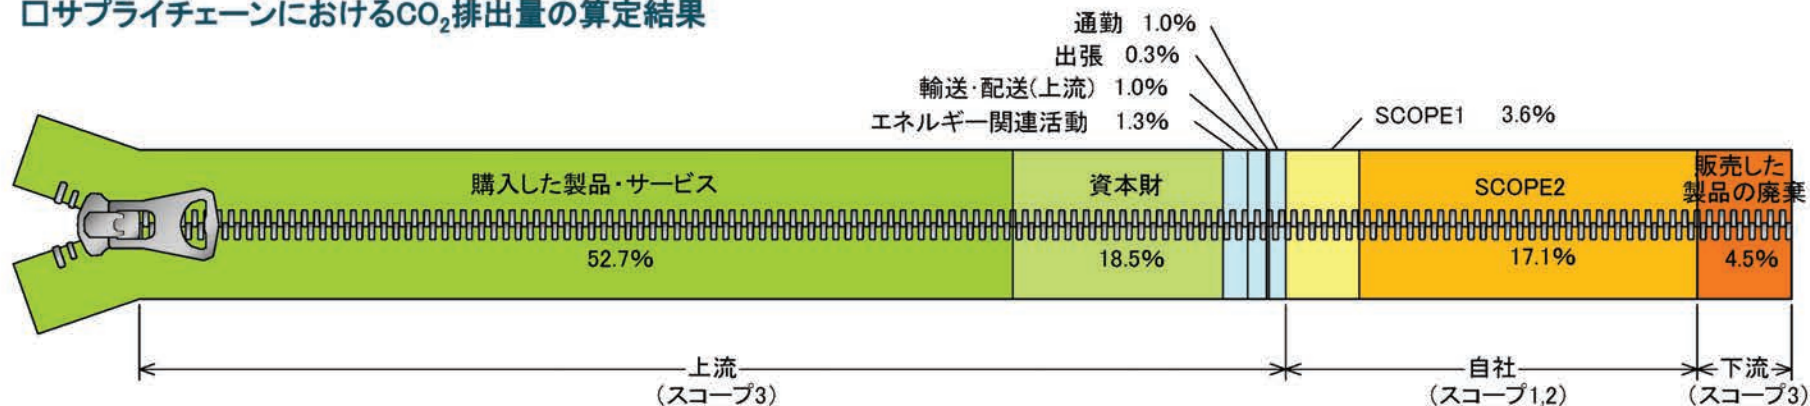 □サプライチェーンにおけるCO₂排出量の算定結果
通勤 1.0%
出張 0.3%
輸送・配送(上流) 1.0%
エネルギー関連活動 1.3%
SCOPE1 3.6%
購入した製品・サービス
52.7%
資本財
18.5%
SCOPE2
17.1%
販売した
製品の廃棄
4.5%
上流
(スコープ3)
自社
(スコープ1,2)
下流
(スコープ3)